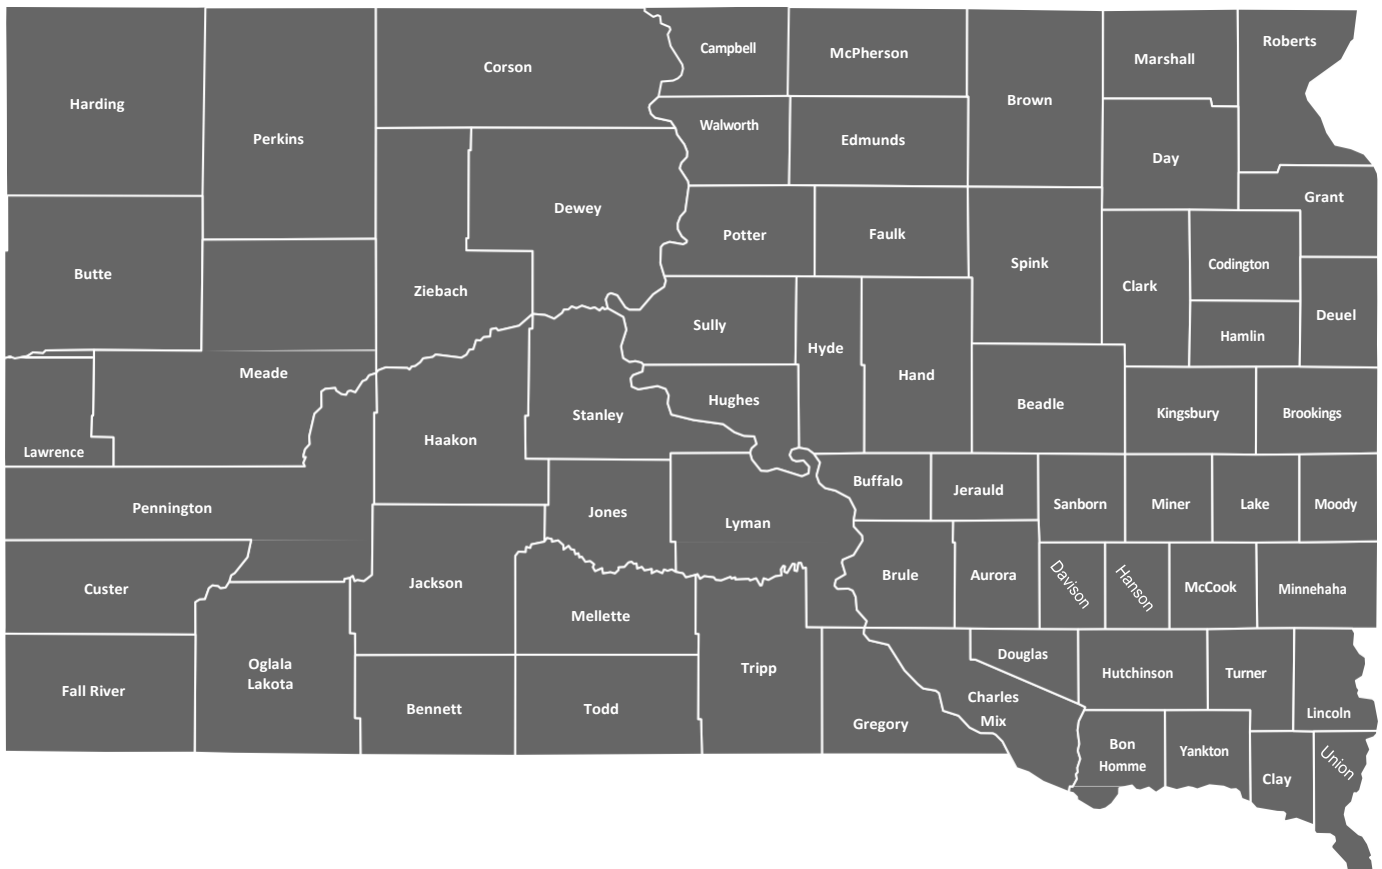 Harding
Perkins
Corson
Campbell
McPherson
Brown
Marshall
Roberts
Walworth
Edmunds
Day
Grant
Butte
Dewey
Ziebach
Potter
Faulk
Spink
Clark
Codington
Hamlin
Deuel
Meade
Sully
Hyde
Hand
Beadle
Kingsbury
Brookings
Lawrence
Haakon
Stanley
Hughes
Pennington
Jones
Lyman
Buffalo
Jerauld
Sanborn
Miner
Lake
Moody
Custer
Jackson
Mellette
Brule
Aurora
Davison
Hanson
McCook
Minnehaha
Fall River
Oglala
Lakota
Bennett
Todd
Tripp
Gregory
Charles
Mix
Douglas
Hutchinson
Turner
Lincoln
Bon
Homme
Yankton
Clay
Union